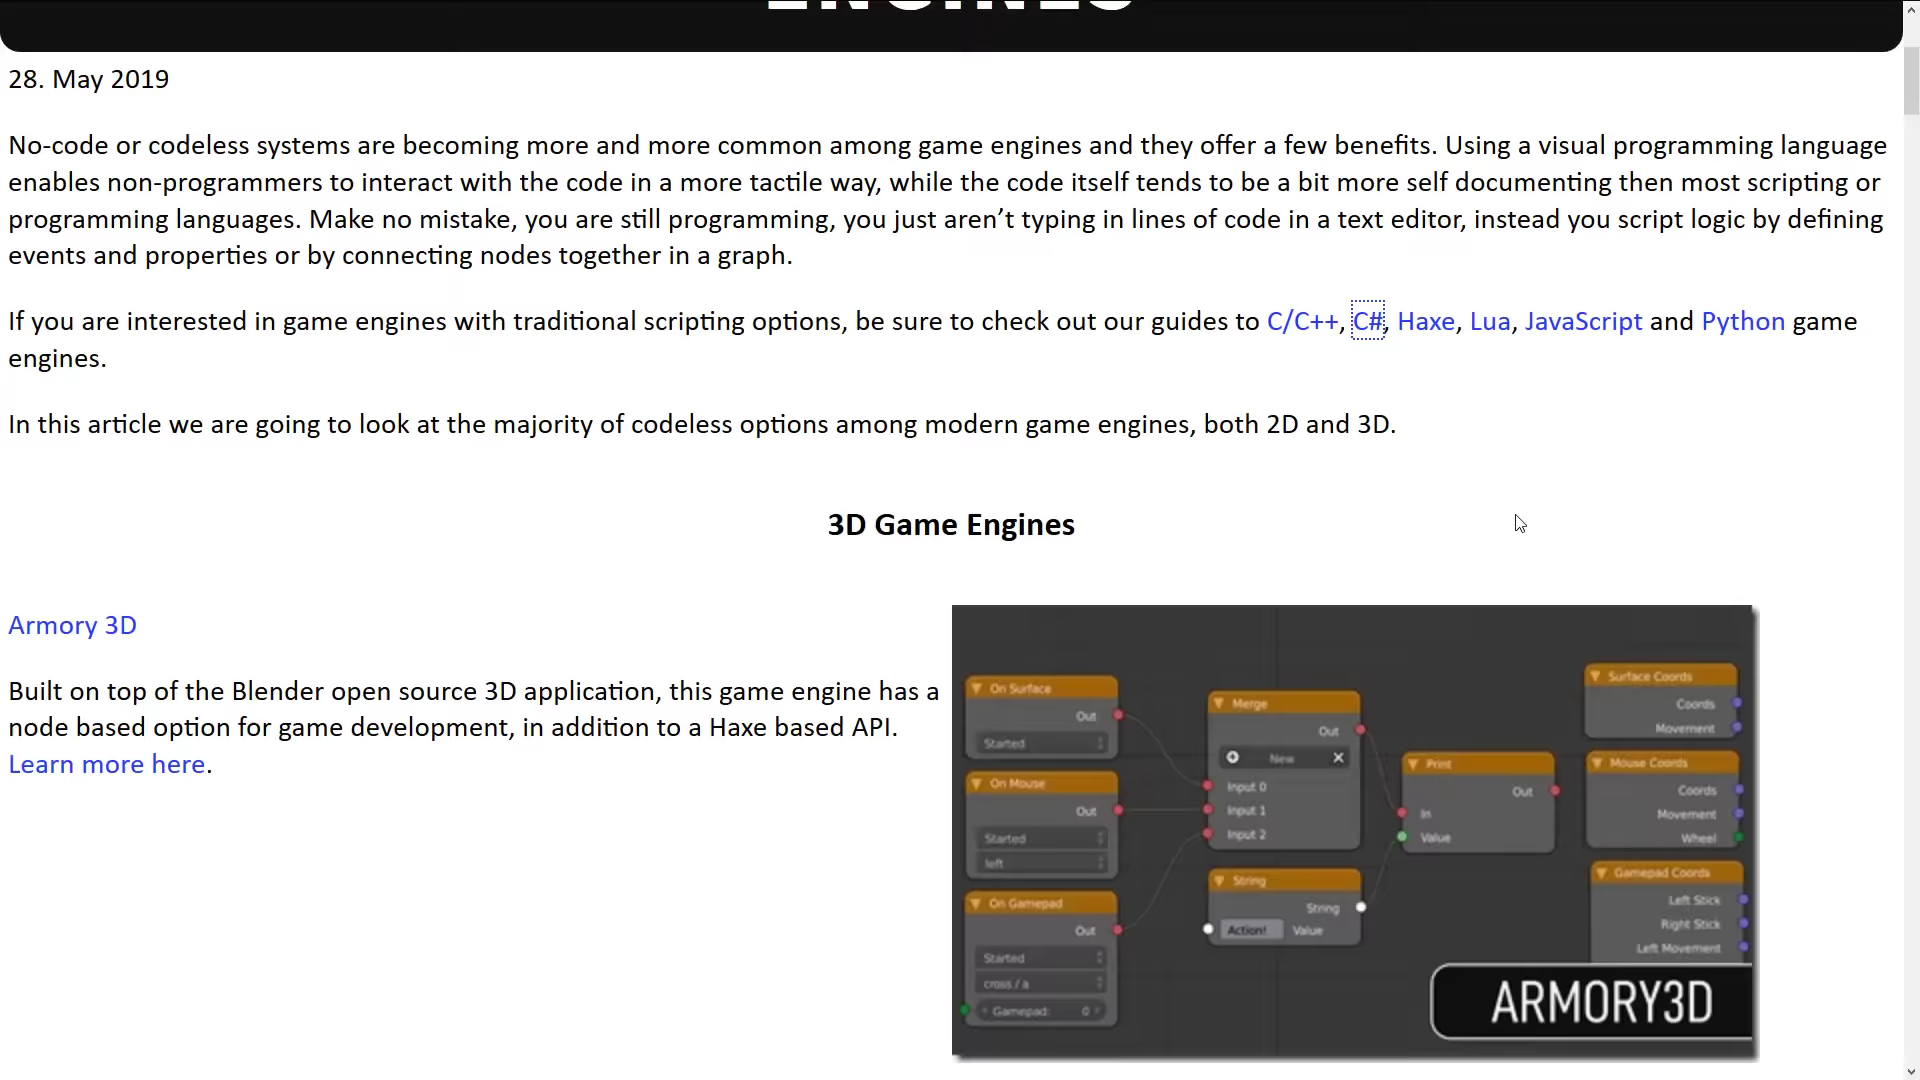 ENGINES
28. May 2019
No-code or codeless systems are becoming more and more common among game engines and they offer a few benefits. Using a visual programming language
enables non-programmers to interact with the code in a more tactile way, while the code itself tends to be a bit more self documenting then most scripting or
programming languages. Make no mistake, you are still programming, you just aren’t typing in lines of code in a text editor, instead you script logic by defining
events and properties or by connecting nodes together in a graph.
If you are interested in game engines with traditional scripting options, be sure to check out our guides to C/C++, C#, Haxe, Lua, JavaScript and Python game
engines.
In this article we are going to look at the majority of codeless options among modern game engines, both 2D and 3D.
3D Game Engines
Armory 3D
Built on top of the Blender open source 3D application, this game engine has a
node based option for game development, in addition to a Haxe based API.
Learn more here.
On Surface
Out
Started
On Mouse
Out
Started
left
On Gamepad
Out
Started
cross / a
Gamepad: 0
Merge
Out
New
Input 0
Input 1
Input 2
String
String
Action! Value
Print
Out
In
Value
Surface Coords
Coords
Movement
Mouse Coords
Coords
Movement
Wheel
Gamepad Coords
Left Stick
Right Stick
Left Movement
ARMORY3D